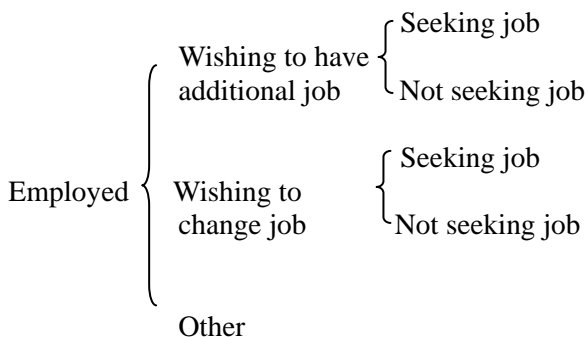 Seeking job
Wishing to have
additional job
Not seeking job
Seeking job
Employed
Wishing to
change job
Not seeking job
Other